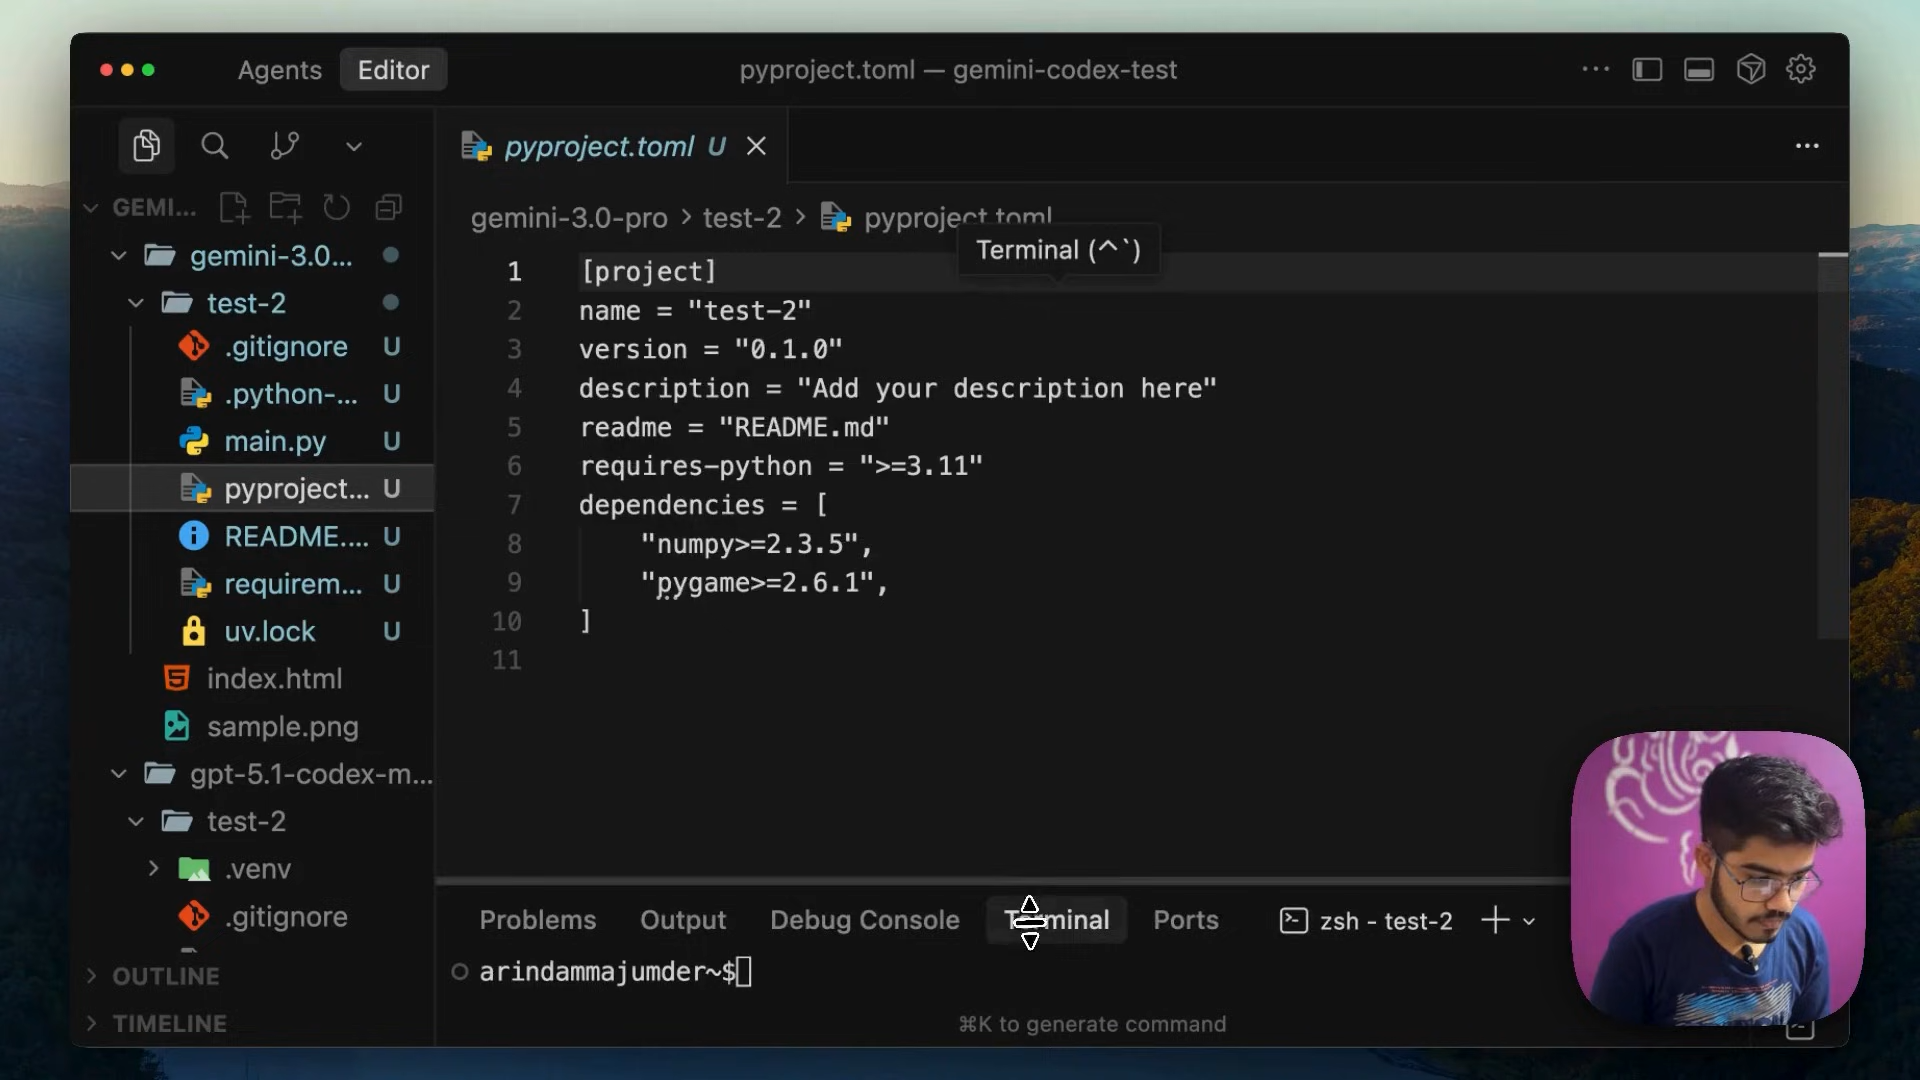 Agents Editor pyproject.toml — gemini-codex-test
pyproject.toml U
GEMI...
gemini-3.0...
test-2
.gitignore U
.python-... U
main.py U
pyproject... U
README.... U
requirem... U
uv.lock U
index.html
sample.png
gpt-5.1-codex-m...
test-2
.venv
.gitignore
OUTLINE
TIMELINE
gemini-3.0-pro > test-2 > pyproject.toml
Terminal (^`)
1 [project]
2 name = "test-2"
3 version = "0.1.0"
4 description = "Add your description here"
5 readme = "README.md"
6 requires-python = ">=3.11"
7 dependencies = [
8 "numpy>=2.3.5",
9 "pygame>=2.6.1",
10 ]
11
Problems Output Debug Console Terminal Ports zsh - test-2
arindammajumder~$
⌘K to generate command